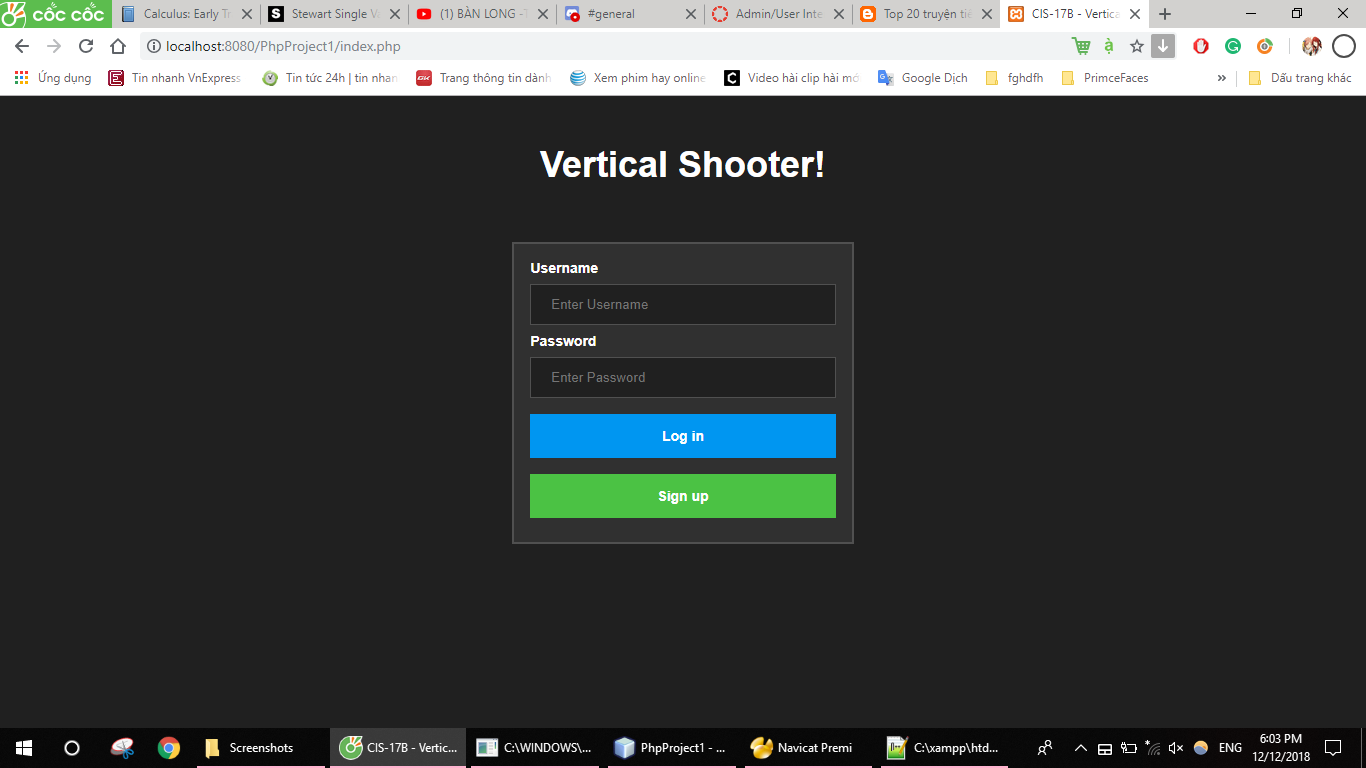 cốc cốc
Calculus: Early Tr
Stewart Single V
(1) BÀN LONG -T
#general
Admin/User Inte
Top 20 truyện tiê
CIS-17B - Vertica
localhost:8080/PhpProject1/index.php
Ứng dụng
Tin nhanh VnExpress
Tin tức 24h | tin nhan
Trang thông tin dành
Xem phim hay online
Video hài clip hài mớ
Google Dịch
fghdfh
PrimceFaces
»
Dấu trang khác
Vertical Shooter!
Username
Enter Username
Password
Enter Password
Log in
Sign up
Screenshots
CIS-17B - Vertic...
C:\WINDOWS\...
PhpProject1 - ...
Navicat Premi
C:\xampp\htd...
ENG
6:03 PM
12/12/2018